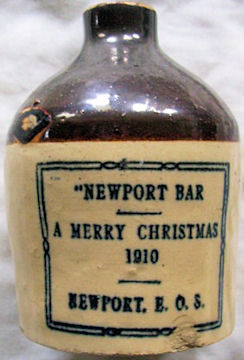 "NEWPORT BAR
A MERRY CHRISTMAS
1910
NEWPORT, E. O. S.